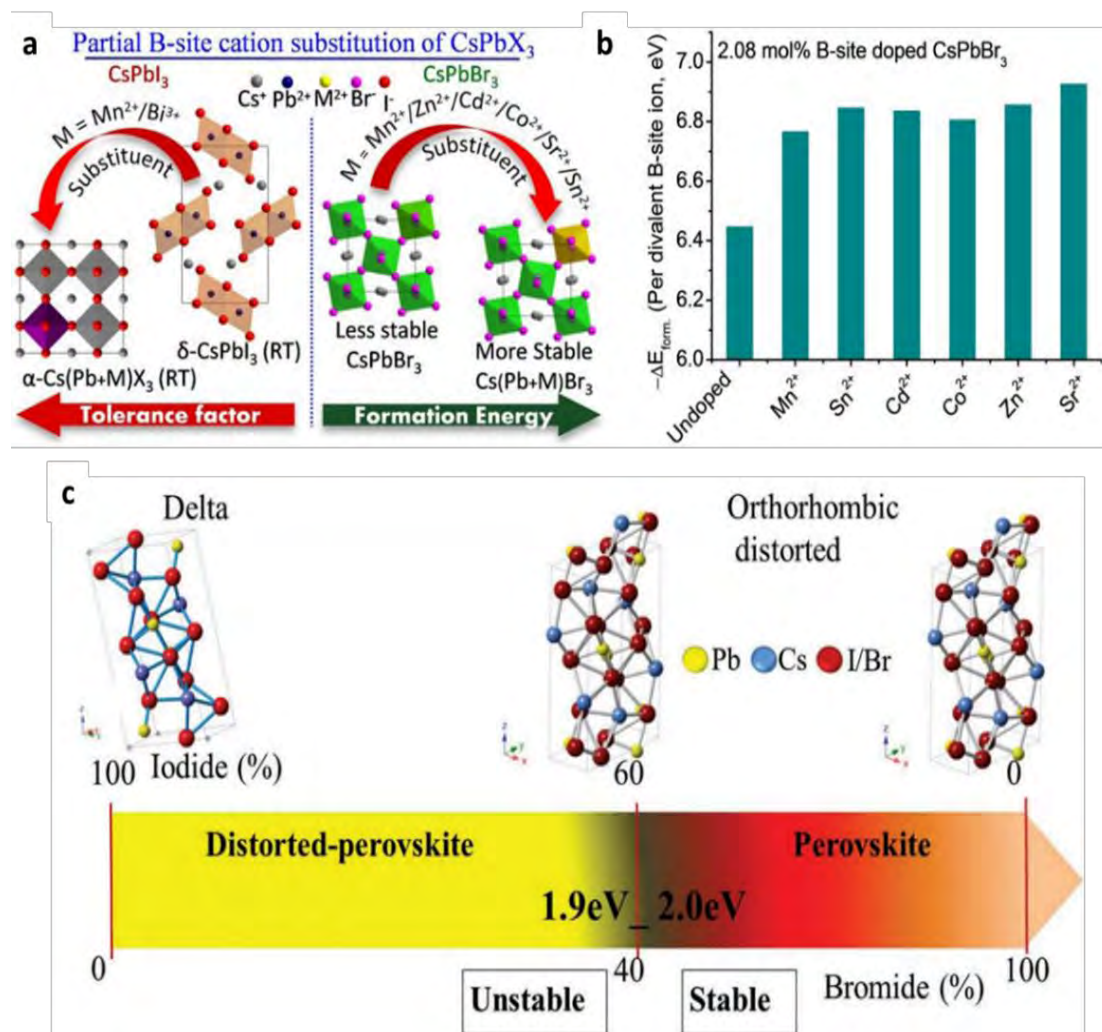 a
Partial B-site cation substitution of CsPbX₃
CsPbI₃
CsPbBr₃
Cs⁺ Pb²⁺ M²⁺ Br⁻ I⁻
M = Mn²⁺/Bi³⁺
Substituent
M = Mn²⁺/Zn²⁺/Cd²⁺/Co²⁺/Sr²⁺/Sn²⁺
Substituent
δ-CsPbI₃ (RT)
α-Cs(Pb+M)X₃ (RT)
Less stable
CsPbBr₃
More Stable
Cs(Pb+M)Br₃
Tolerance factor
Formation Energy
b
2.08 mol% B-site doped CsPbBr₃
−ΔE form. (Per divalent B-site ion, eV)
7.0
6.8
6.6
6.4
6.2
6.0
Undoped
Mn²⁺
Sn²⁺
Cd²⁺
Co²⁺
Zn²⁺
Sr²⁺
c
Delta
Orthorhombic
distorted
Pb Cs I/Br
z
y
x
z
y
x
z
y
x
100 Iodide (%) 60 0
Distorted-perovskite
Perovskite
1.9eV_ 2.0eV
0 40 100
Unstable
Stable
Bromide (%)